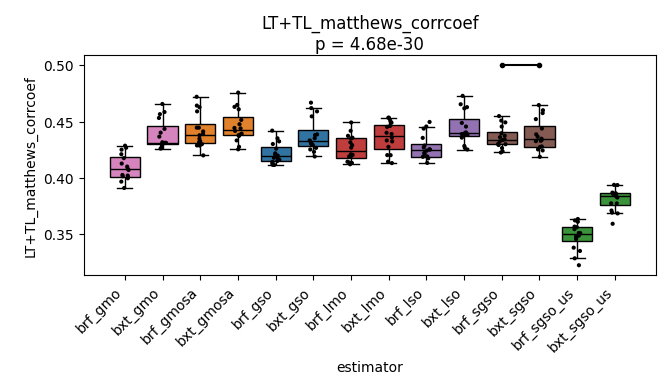 LT+TL_matthews_corrcoef
p = 4.68e-30
LT+TL_matthews_corrcoef
0.50
0.45
0.40
0.35
brf_gmo
bxt_gmo
brf_gmosa
bxt_gmosa
brf_gso
bxt_gso
brf_lmo
bxt_lmo
brf_lso
bxt_lso
brf_sgso
bxt_sgso
brf_sgso_us
bxt_sgso_us
estimator